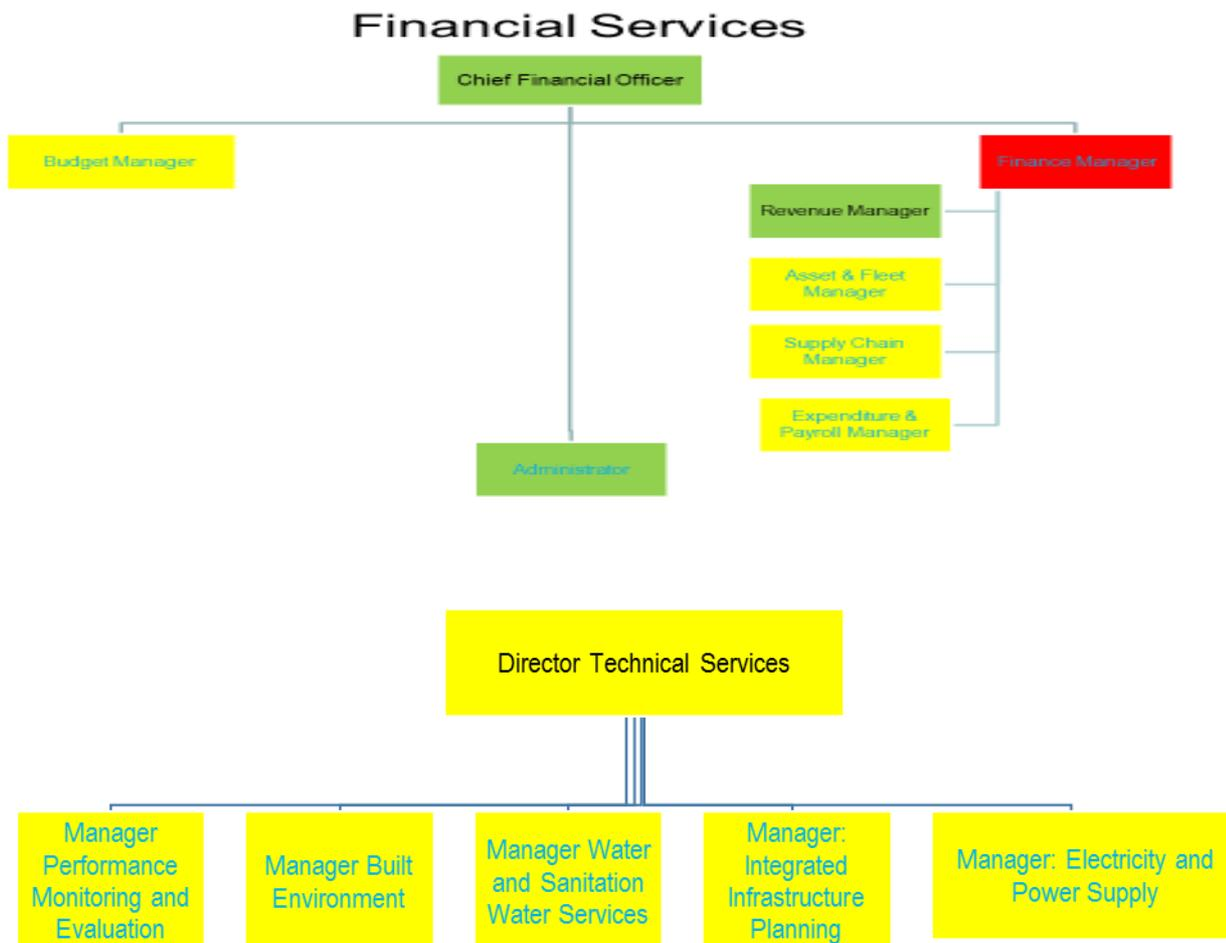 Financial Services
Chief Financial Officer
Budget Manager
Finance Manager
Revenue Manager
Asset & Fleet
Manager
Supply Chain
Manager
Expenditure &
Payroll Manager
Administrator
Director Technical Services
Manager
Performance
Monitoring and
Evaluation
Manager Built
Environment
Manager Water
and Sanitation
Water Services
Manager:
Integrated
Infrastructure
Planning
Manager: Electricity and
Power Supply